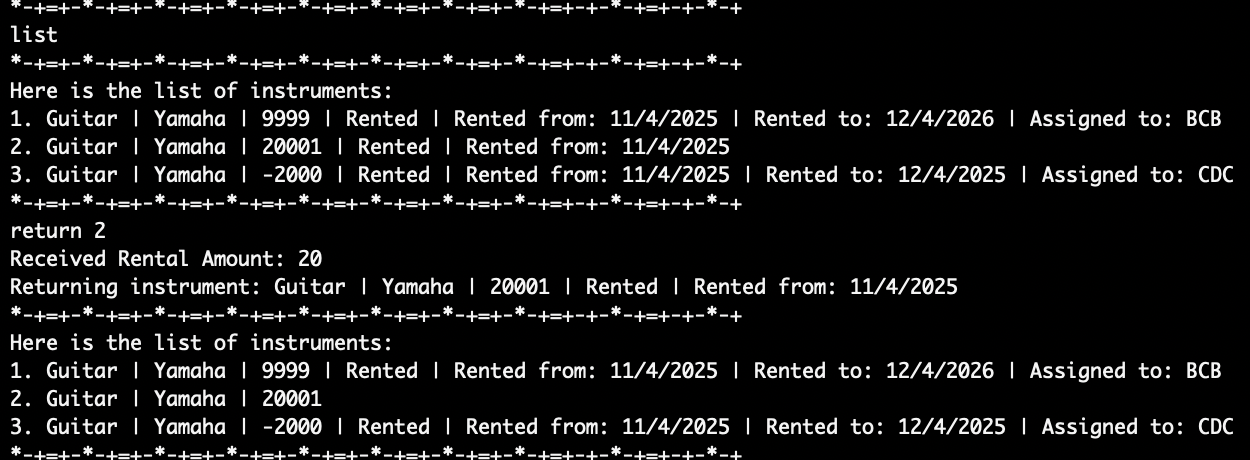 *-+=+-*-+=+-*-+=+-*-+=+-*-+=+-*-+=+-*-+=+-*-+=+-*-+=+-+-*-+
list
*-+=+-*-+=+-*-+=+-*-+=+-*-+=+-*-+=+-*-+=+-*-+=+-*-+=+-+-*-+
Here is the list of instruments:
1. Guitar | Yamaha | 9999 | Rented | Rented from: 11/4/2025 | Rented to: 12/4/2026 | Assigned to: BCB
2. Guitar | Yamaha | 20001 | Rented | Rented from: 11/4/2025
3. Guitar | Yamaha | -2000 | Rented | Rented from: 11/4/2025 | Rented to: 12/4/2025 | Assigned to: CDC
*-+=+-*-+=+-*-+=+-*-+=+-*-+=+-*-+=+-*-+=+-*-+=+-*-+=+-+-*-+
return 2
Received Rental Amount: 20
Returning instrument: Guitar | Yamaha | 20001 | Rented | Rented from: 11/4/2025
*-+=+-*-+=+-*-+=+-*-+=+-*-+=+-*-+=+-*-+=+-*-+=+-*-+=+-+-*-+
Here is the list of instruments:
1. Guitar | Yamaha | 9999 | Rented | Rented from: 11/4/2025 | Rented to: 12/4/2026 | Assigned to: BCB
2. Guitar | Yamaha | 20001
3. Guitar | Yamaha | -2000 | Rented | Rented from: 11/4/2025 | Rented to: 12/4/2025 | Assigned to: CDC
*-+=+-*-+=+-*-+=+-*-+=+-*-+=+-*-+=+-*-+=+-*-+=+-*-+=+-+-*-+